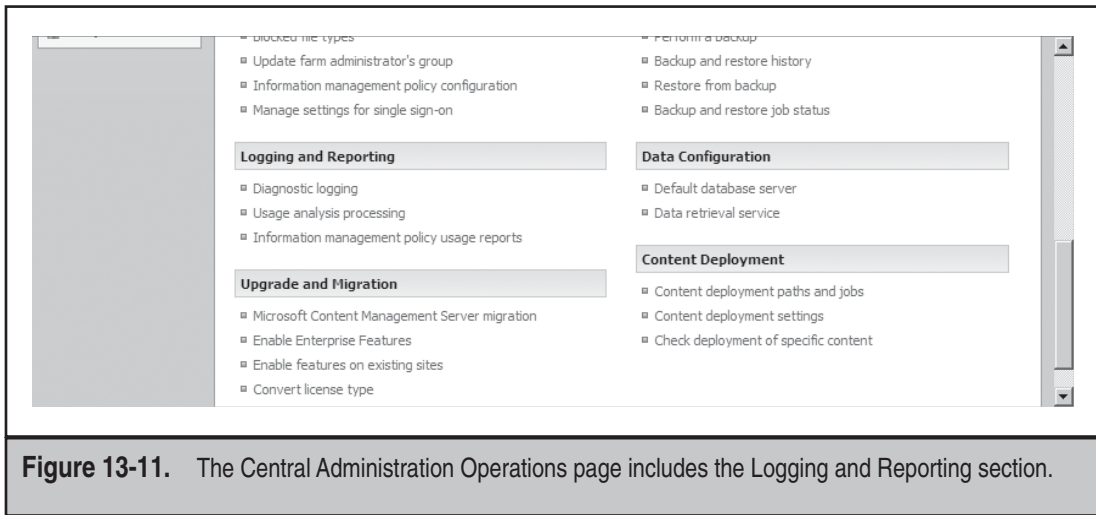 Blocked file types
Update farm administrator's group
Information management policy configuration
Manage settings for single sign-on
Logging and Reporting
Diagnostic logging
Usage analysis processing
Information management policy usage reports
Upgrade and Migration
Microsoft Content Management Server migration
Enable Enterprise Features
Enable features on existing sites
Convert license type
Perform a backup
Backup and restore history
Restore from backup
Backup and restore job status
Data Configuration
Default database server
Data retrieval service
Content Deployment
Content deployment paths and jobs
Content deployment settings
Check deployment of specific content
Figure 13-11. The Central Administration Operations page includes the Logging and Reporting section.